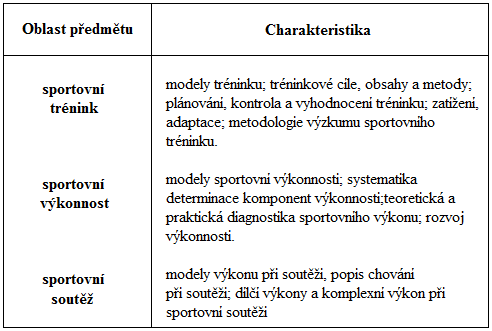 Oblast předmětu
Charakteristika
sportovní
trénink
modely tréninku; tréninkové cíle, obsahy a metody;
plánování, kontrola a vyhodnocení tréninku; zatížení,
adaptace; metodologie výzkumu sportovního
tréninku.
sportovní
výkonnost
modely sportovní výkonnosti; systematika
determinace komponent výkonnosti;teoretická a
praktická diagnostika sportovního výkonu; rozvoj
výkonnosti.
sportovní
soutěž
modely výkonu při soutěži, popis chování
při soutěži; dílčí výkony a komplexní výkon při
sportovní soutěži